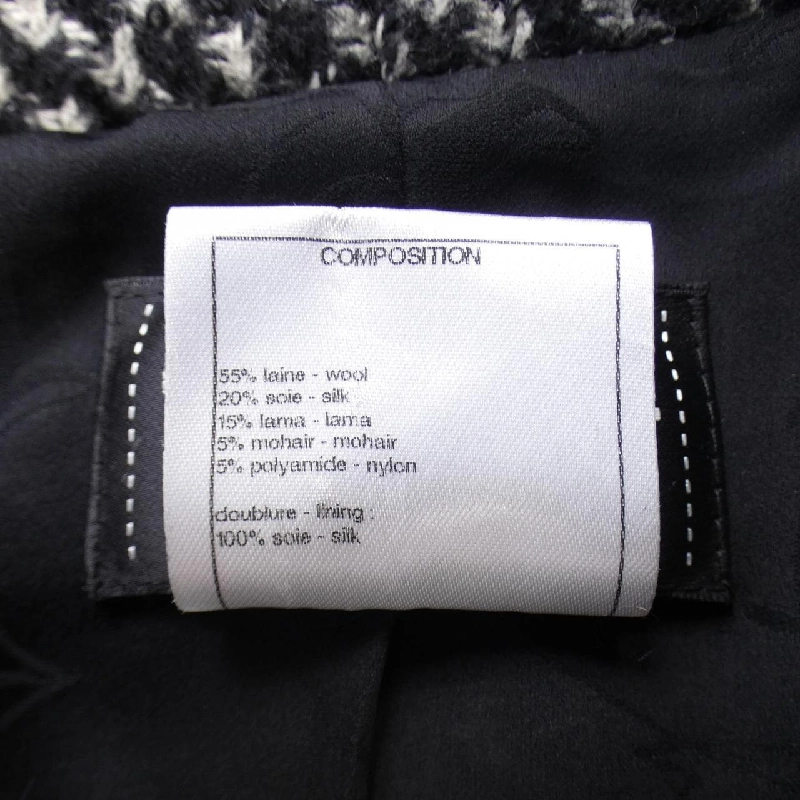 COMPOSITION
55% laine - wool
20% soie - silk
15% lama - lama
5% mohair - mohair
5% polyamide - nylon
doublure - lining :
100% soie - silk